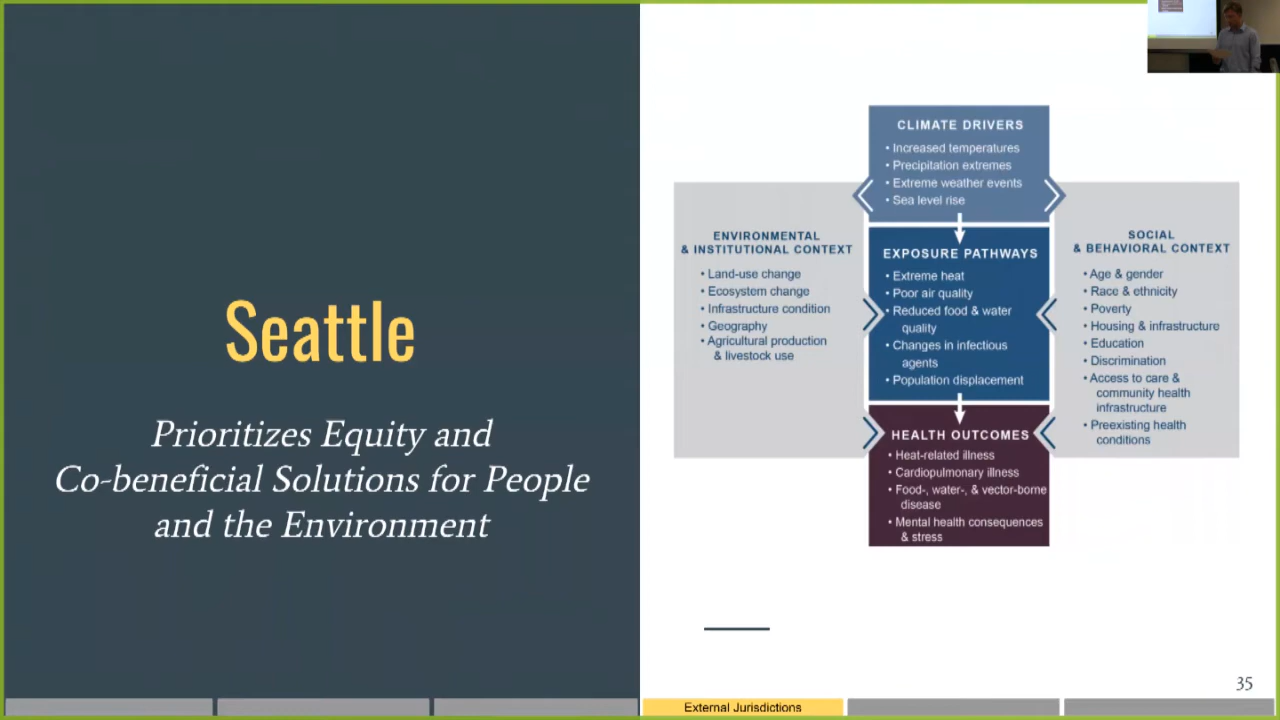 Seattle
Prioritizes Equity and
Co-beneficial Solutions for People
and the Environment
CLIMATE DRIVERS
• Increased temperatures
• Precipitation extremes
• Extreme weather events
• Sea level rise
ENVIRONMENTAL
& INSTITUTIONAL CONTEXT
• Land-use change
• Ecosystem change
• Infrastructure condition
• Geography
• Agricultural production
& livestock use
EXPOSURE PATHWAYS
• Extreme heat
• Poor air quality
• Reduced food & water
quality
• Changes in infectious
agents
• Population displacement
SOCIAL
& BEHAVIORAL CONTEXT
• Age & gender
• Race & ethnicity
• Poverty
• Housing & infrastructure
• Education
• Discrimination
• Access to care &
community health
infrastructure
• Preexisting health
conditions
HEALTH OUTCOMES
• Heat-related illness
• Cardiopulmonary illness
• Food-, water-, & vector-borne
disease
• Mental health consequences
& stress
35
External Jurisdictions